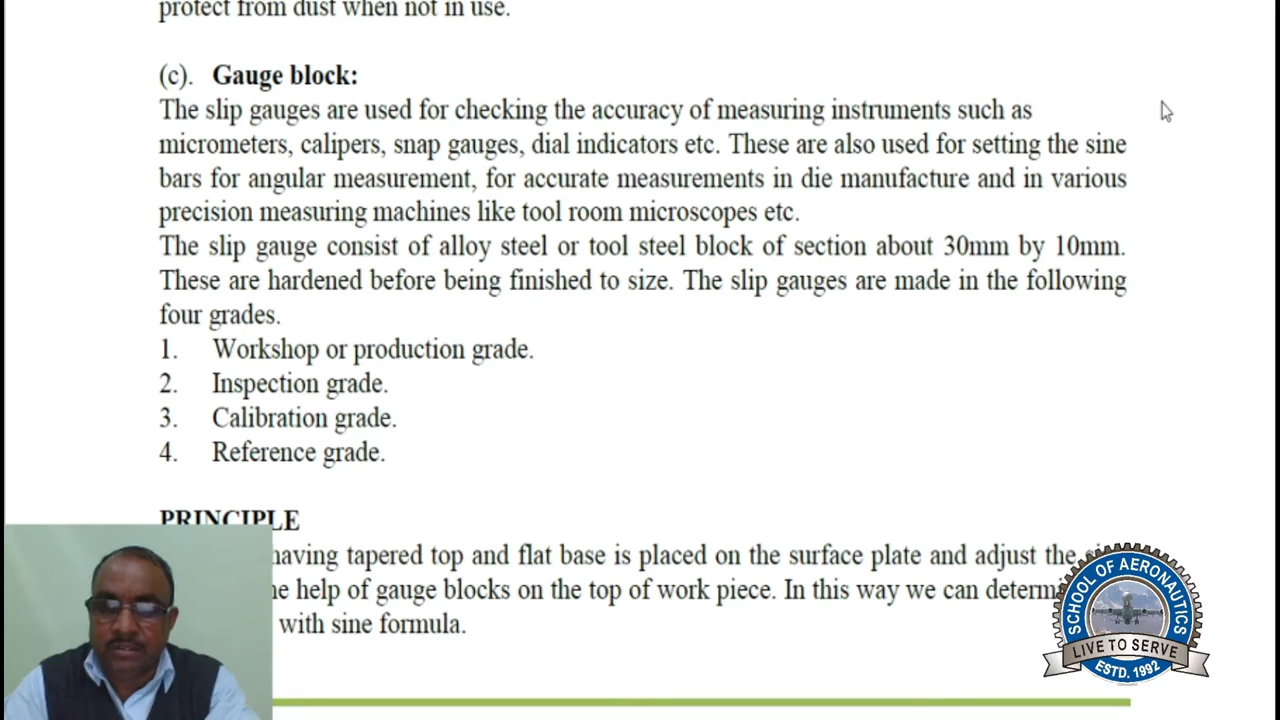 protect from dust when not in use.
(c). Gauge block:
The slip gauges are used for checking the accuracy of measuring instruments such as
micrometers, calipers, snap gauges, dial indicators etc. These are also used for setting the sine
bars for angular measurement, for accurate measurements in die manufacture and in various
precision measuring machines like tool room microscopes etc.
The slip gauge consist of alloy steel or tool steel block of section about 30mm by 10mm.
These are hardened before being finished to size. The slip gauges are made in the following
four grades.
1. Workshop or production grade.
2. Inspection grade.
3. Calibration grade.
4. Reference grade.
PRINCIPLE
having tapered top and flat base is placed on the surface plate and adjust the
help of gauge blocks on the top of work piece. In this way we can
with sine formula.
SCHOOL OF AERONAUTICS
LIVE TO SERVE
ESTD. 1992